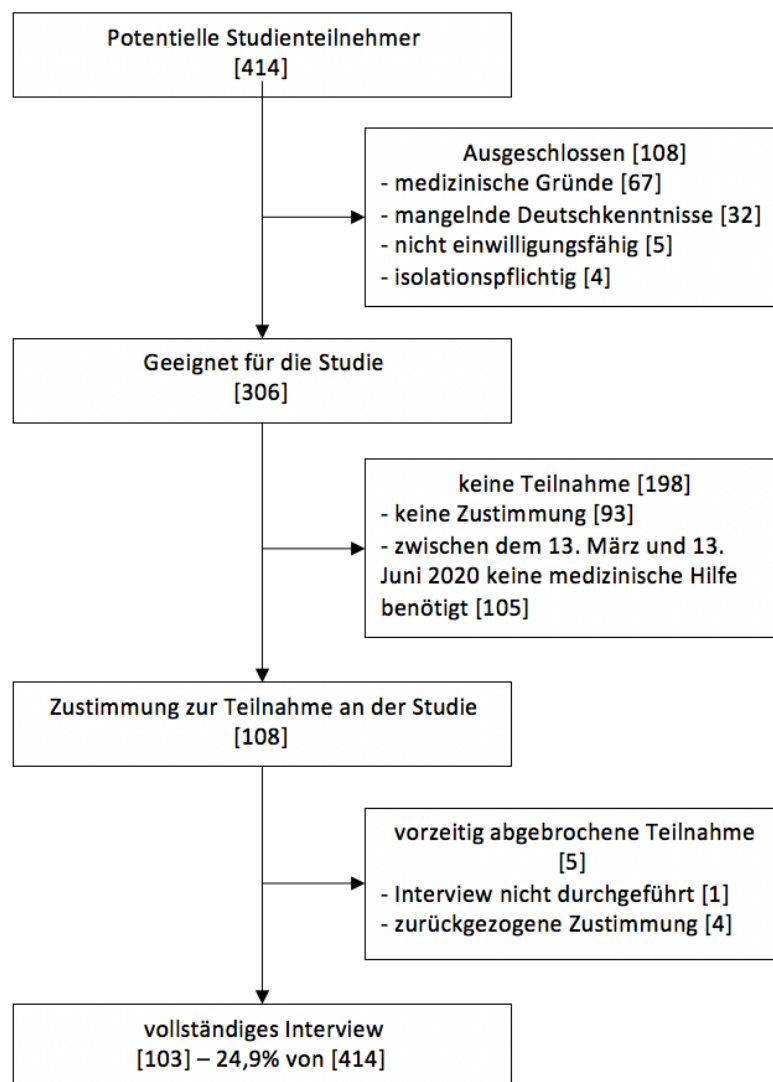 Potentielle Studienteilnehmer
[414]
Ausgeschlossen [108]
- medizinische Gründe [67]
- mangelnde Deutschkenntnisse [32]
- nicht einwilligungsfähig [5]
- isolationspflichtig [4]
Geeignet für die Studie
[306]
keine Teilnahme [198]
- keine Zustimmung [93]
- zwischen dem 13. März und 13.
Juni 2020 keine medizinische Hilfe
benötigt [105]
Zustimmung zur Teilnahme an der Studie
[108]
vorzeitig abgebrochene Teilnahme
[5]
- Interview nicht durchgeführt [1]
- zurückgezogene Zustimmung [4]
vollständiges Interview
[103] – 24,9% von [414]